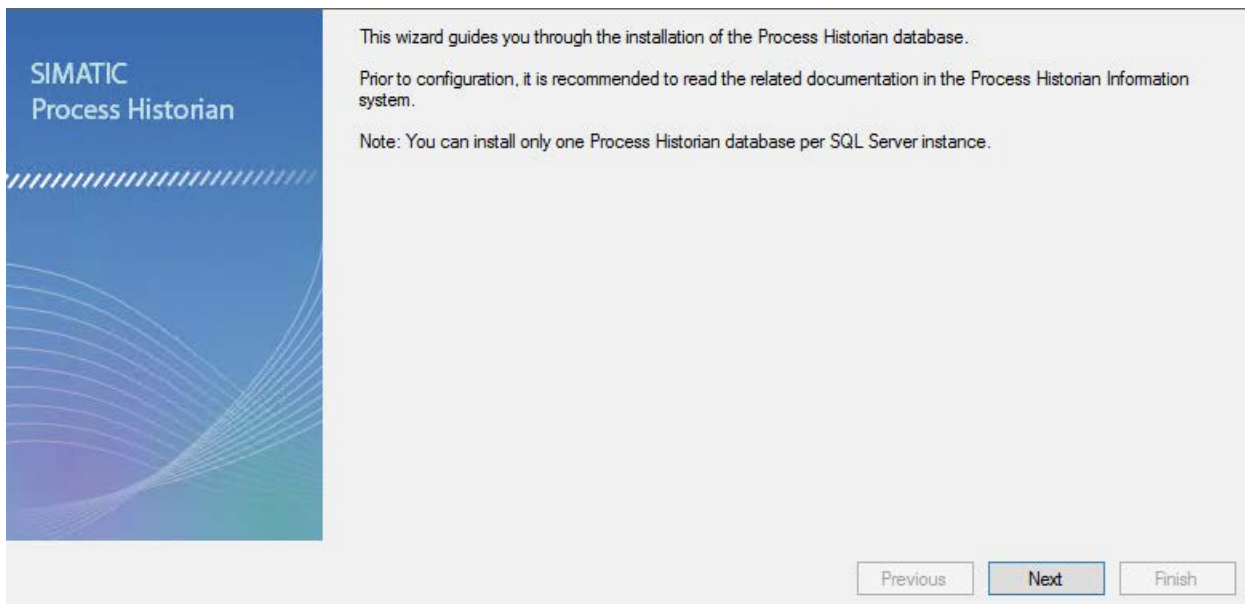 SIMATIC
Process Historian
This wizard guides you through the installation of the Process Historian database.
Prior to configuration, it is recommended to read the related documentation in the Process Historian Information
system.
Note: You can install only one Process Historian database per SQL Server instance.
Previous
Next
Finish